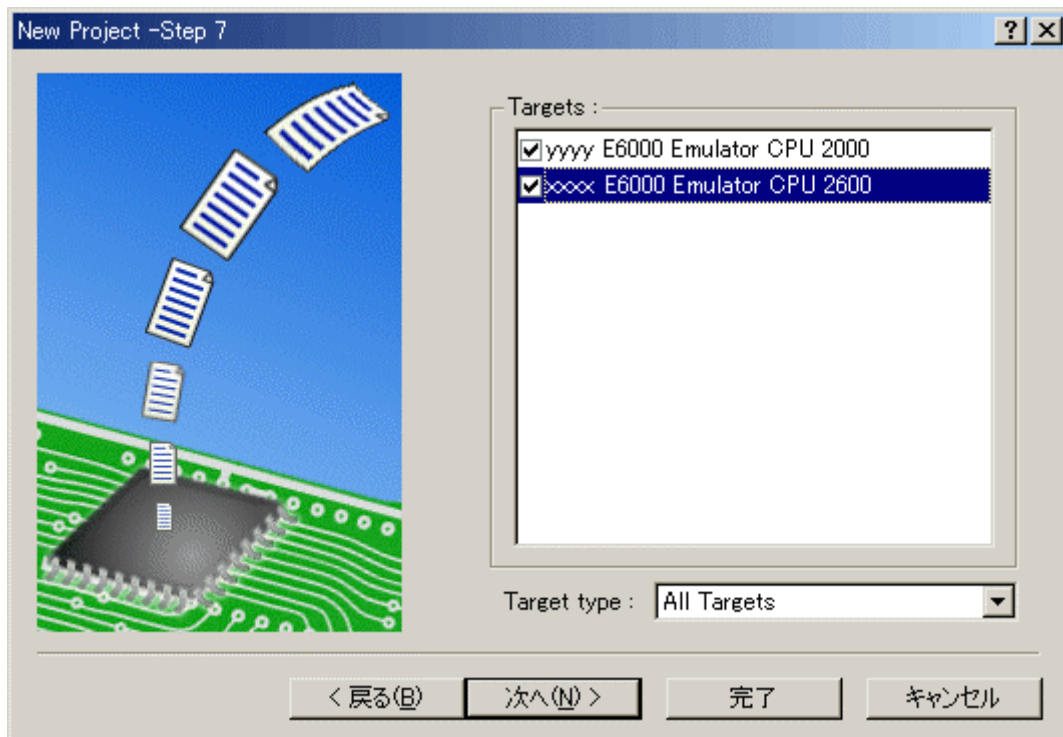 New Project -Step 7
Targets :
yyyy E6000 Emulator CPU 2000
xxxx E6000 Emulator CPU 2600
Target type : All Targets
< 戻る(B) 次へ(N) > 完了 キャンセル